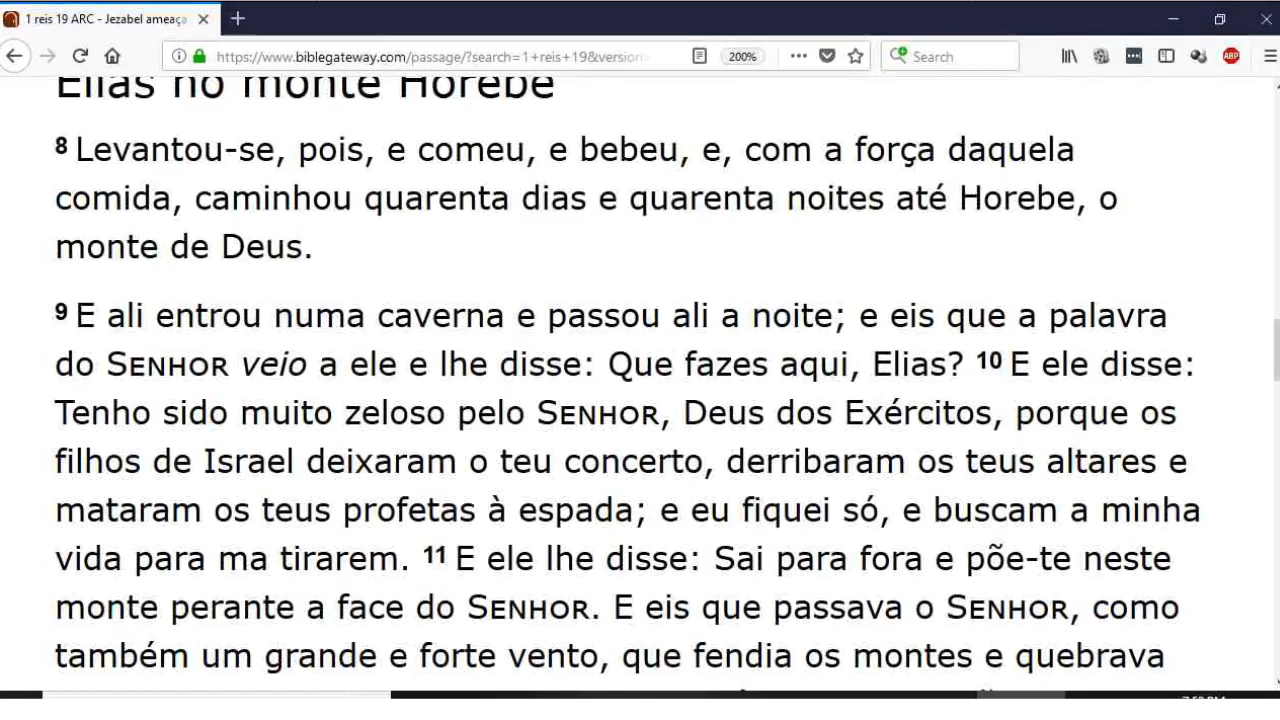 1 reis 19 ARC - Jezabel ameaça
https://www.biblegateway.com/passage/?search=1+reis+19&version=
200%
Search
ABP
Elias no monte Horebe
8 Levantou-se, pois, e comeu, e bebeu, e, com a força daquela
comida, caminhou quarenta dias e quarenta noites até Horebe, o
monte de Deus.
9 E ali entrou numa caverna e passou ali a noite; e eis que a palavra
do SENHOR veio a ele e lhe disse: Que fazes aqui, Elias? 10 E ele disse:
Tenho sido muito zeloso pelo SENHOR, Deus dos Exércitos, porque os
filhos de Israel deixaram o teu concerto, derribaram os teus altares e
mataram os teus profetas à espada; e eu fiquei só, e buscam a minha
vida para ma tirarem. 11 E ele lhe disse: Sai para fora e põe-te neste
monte perante a face do SENHOR. E eis que passava o SENHOR, como
também um grande e forte vento, que fendia os montes e quebrava